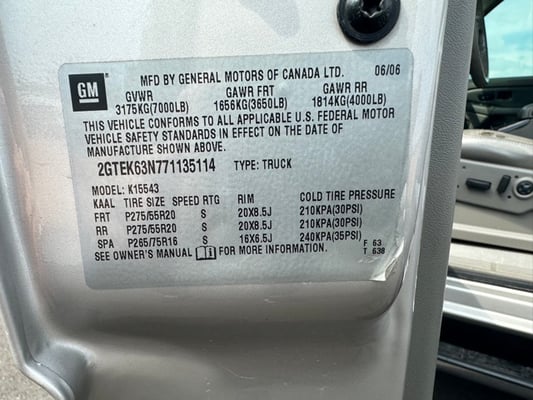 GM
MFD BY GENERAL MOTORS OF CANADA LTD. 06/06
GVWR GAWR FRT GAWR RR
3175KG(7000LB) 1656KG(3650LB) 1814KG(4000LB)
THIS VEHICLE CONFORMS TO ALL APPLICABLE U.S. FEDERAL MOTOR
VEHICLE SAFETY STANDARDS IN EFFECT ON THE DATE OF
MANUFACTURE SHOWN ABOVE.
2GTEK63N771135114 TYPE: TRUCK
MODEL: K15543
KAAL TIRE SIZE SPEED RTG RIM COLD TIRE PRESSURE
FRT P275/55R20 S 20X8.5J 210KPA(30PSI)
RR P275/55R20 S 20X8.5J 210KPA(30PSI)
SPA P265/75R16 S 16X6.5J 240KPA(35PSI)
SEE OWNER'S MANUAL i FOR MORE INFORMATION.
F 63
T 638